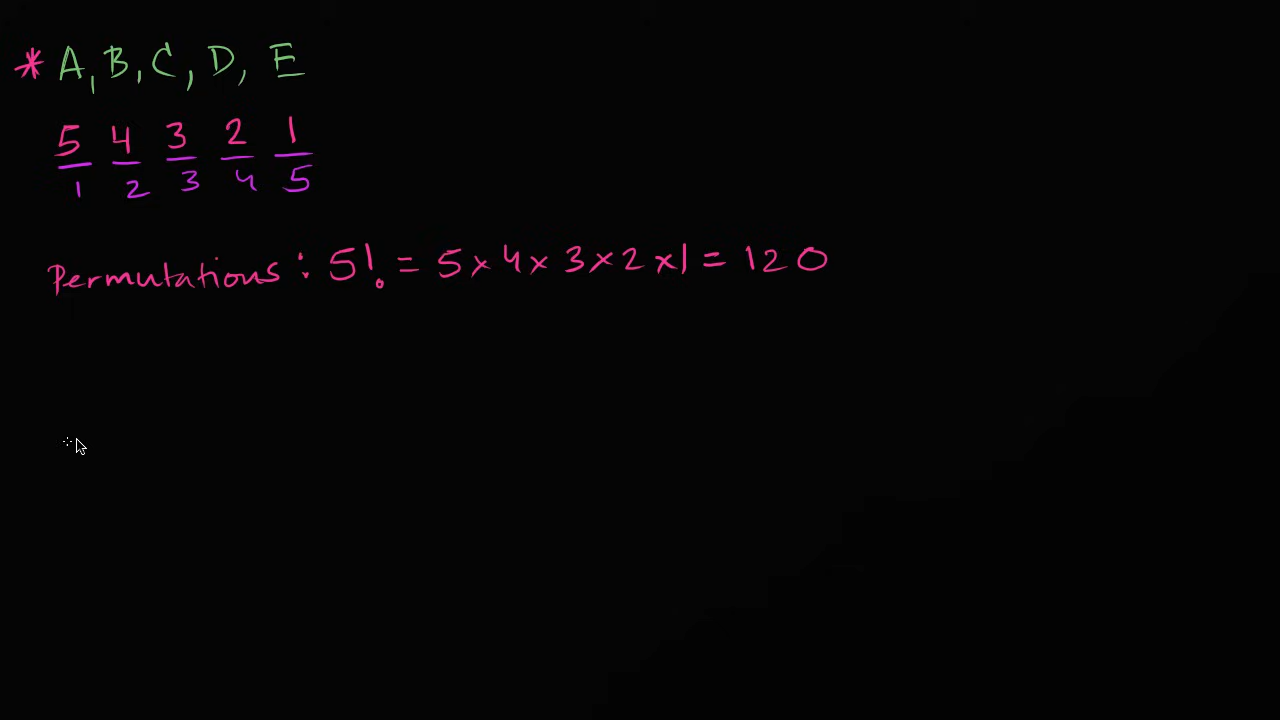 * A, B, C, D, E
5 4 3 2 1
1 2 3 4 5
Permutations : 5! = 5 x 4 x 3 x 2 x 1 = 120